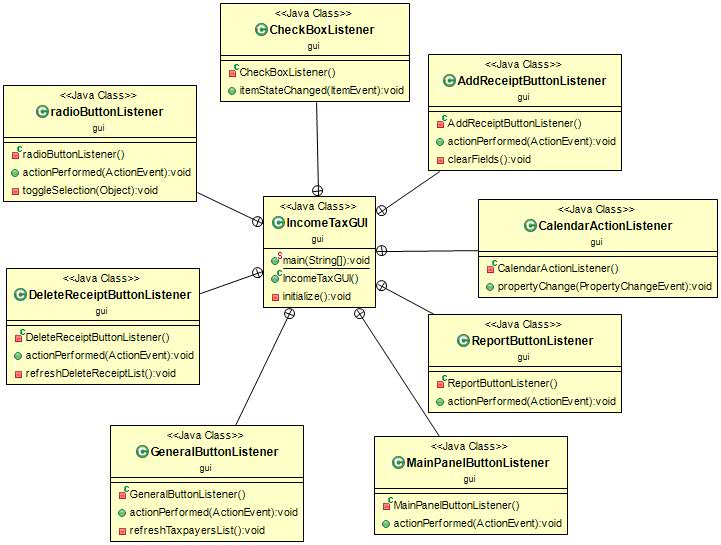 <<Java Class>>
CheckBoxListener
gui
CheckBoxListener()
itemStateChanged(ItemEvent):void
<<Java Class>>
AddReceiptButtonListener
gui
AddReceiptButtonListener()
actionPerformed(ActionEvent):void
clearFields():void
<<Java Class>>
radioButtonListener
gui
radioButtonListener()
actionPerformed(ActionEvent):void
toggleSelection(Object):void
<<Java Class>>
IncomeTaxGUI
gui
main(String[]):void
IncomeTaxGUI()
initialize():void
<<Java Class>>
CalendarActionListener
gui
CalendarActionListener()
propertyChange(PropertyChangeEvent):void
<<Java Class>>
DeleteReceiptButtonListener
gui
DeleteReceiptButtonListener()
actionPerformed(ActionEvent):void
refreshDeleteReceiptList():void
<<Java Class>>
ReportButtonListener
gui
ReportButtonListener()
actionPerformed(ActionEvent):void
<<Java Class>>
GeneralButtonListener
gui
GeneralButtonListener()
actionPerformed(ActionEvent):void
refreshTaxpayersList():void
<<Java Class>>
MainPanelButtonListener
gui
MainPanelButtonListener()
actionPerformed(ActionEvent):void